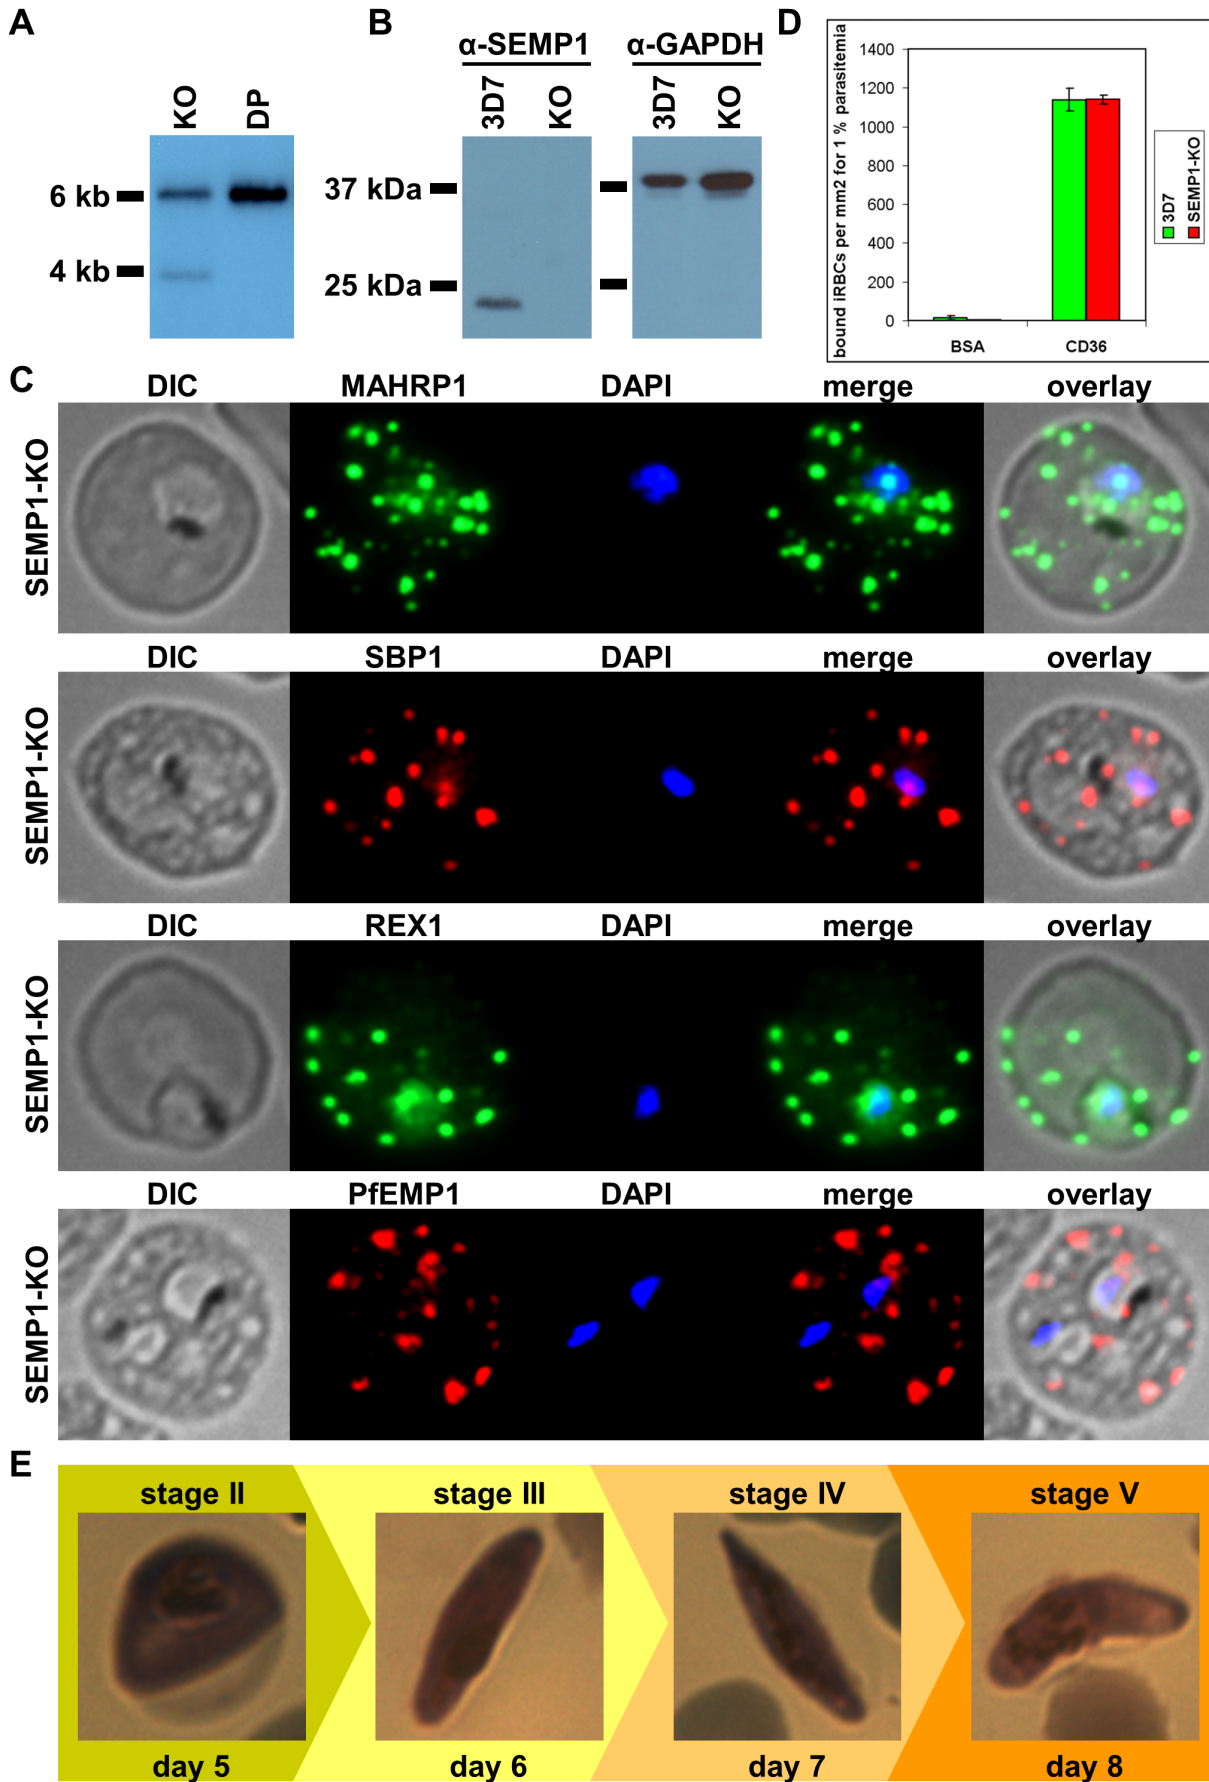 A
KO
DP
6 kb
4 kb
B
α-SEMP1
α-GAPDH
3D7
KO
3D7
KO
37 kDa
25 kDa
D
bound iRBCs per mm2 for 1 % parasitemia
1400
1200
1000
800
600
400
200
0
BSA
CD36
3D7
SEMP1-KO
C
DIC
MAHRP1
DAPI
merge
overlay
SEMP1-KO
DIC
SBP1
DAPI
merge
overlay
SEMP1-KO
DIC
REX1
DAPI
merge
overlay
SEMP1-KO
DIC
PfEMP1
DAPI
merge
overlay
SEMP1-KO
E
stage II
stage III
stage IV
stage V
day 5
day 6
day 7
day 8